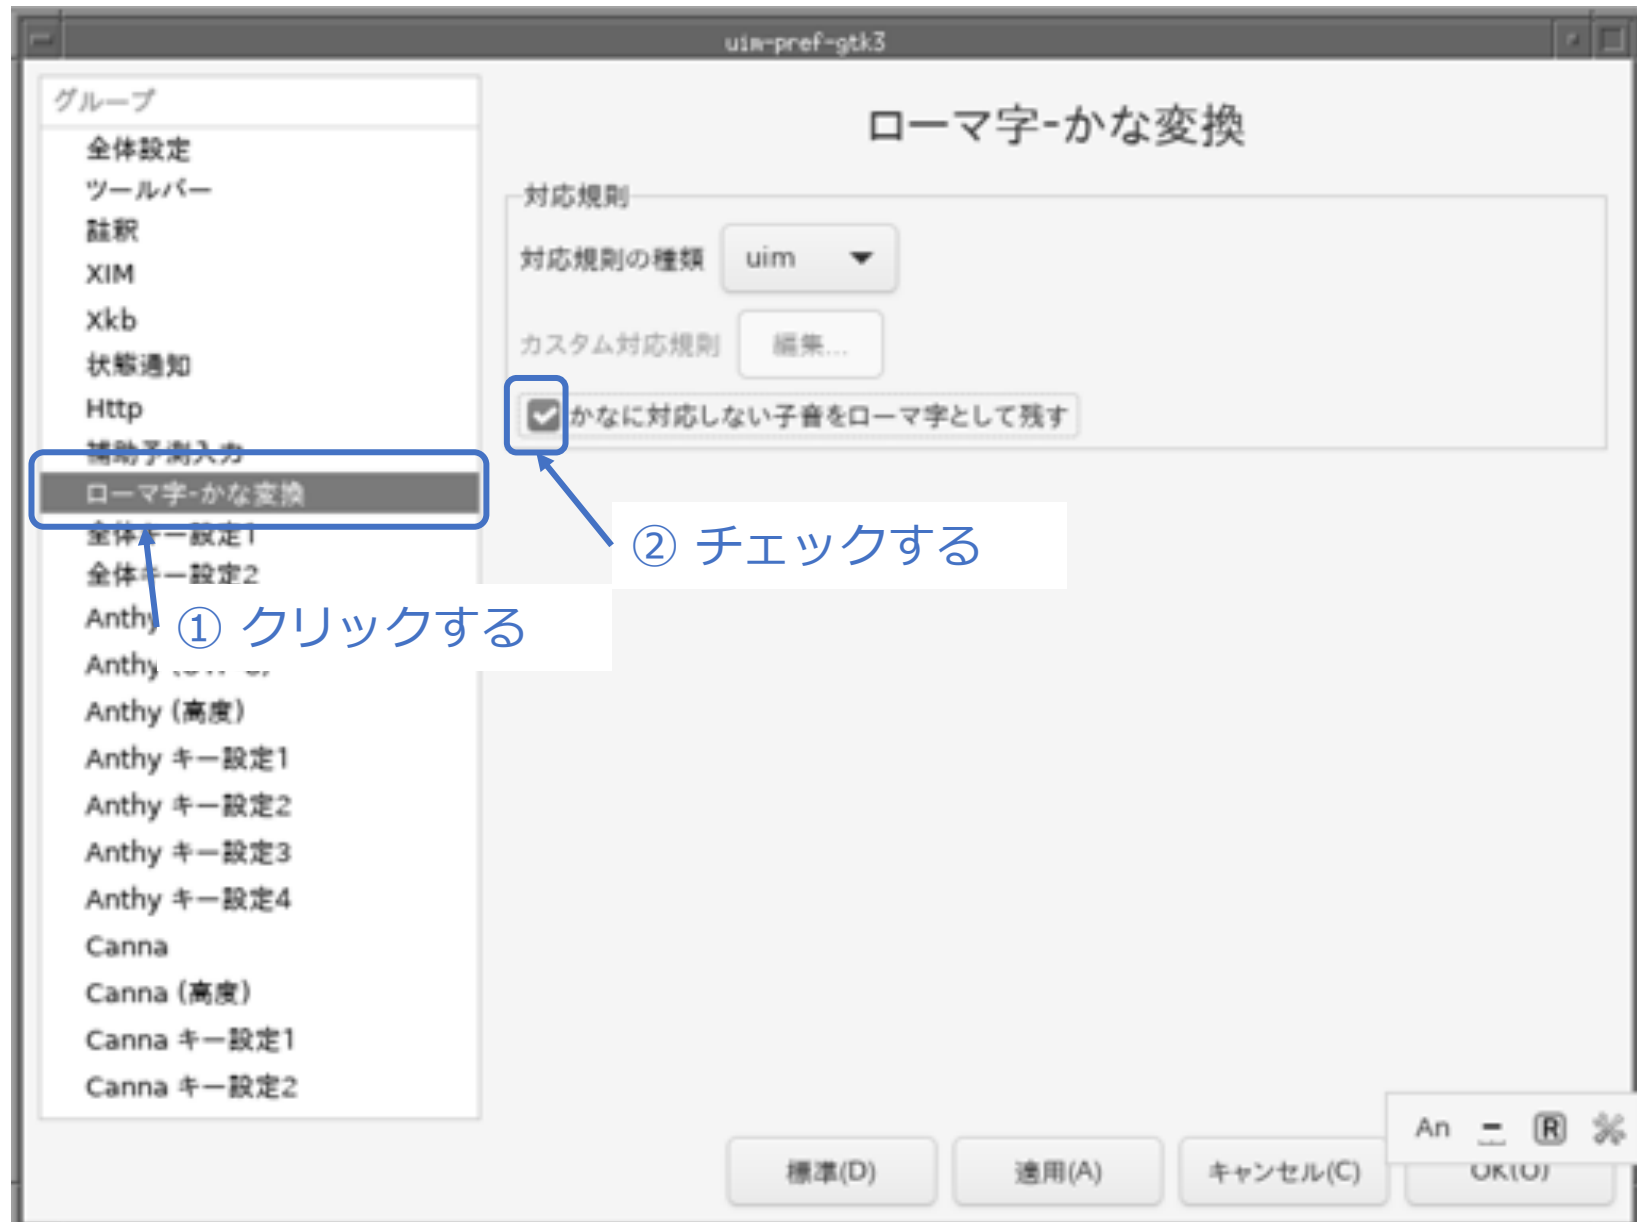 uim-pref-gtk3
グループ
全体設定
ツールバー
註釈
XIM
Xkb
状態通知
Http
補助予測入力
ローマ字-かな変換
全体キー設定1
全体キー設定2
Anthy
Anthy
Anthy (高度)
Anthy キー設定1
Anthy キー設定2
Anthy キー設定3
Anthy キー設定4
Canna
Canna (高度)
Canna キー設定1
Canna キー設定2
ローマ字-かな変換
対応規則
対応規則の種類 uim
カスタム対応規則 編集...
かなに対応しない子音をローマ字として残す
② チェックする
① クリックする
An
R
標準(D) 適用(A) キャンセル(C) OK(O)